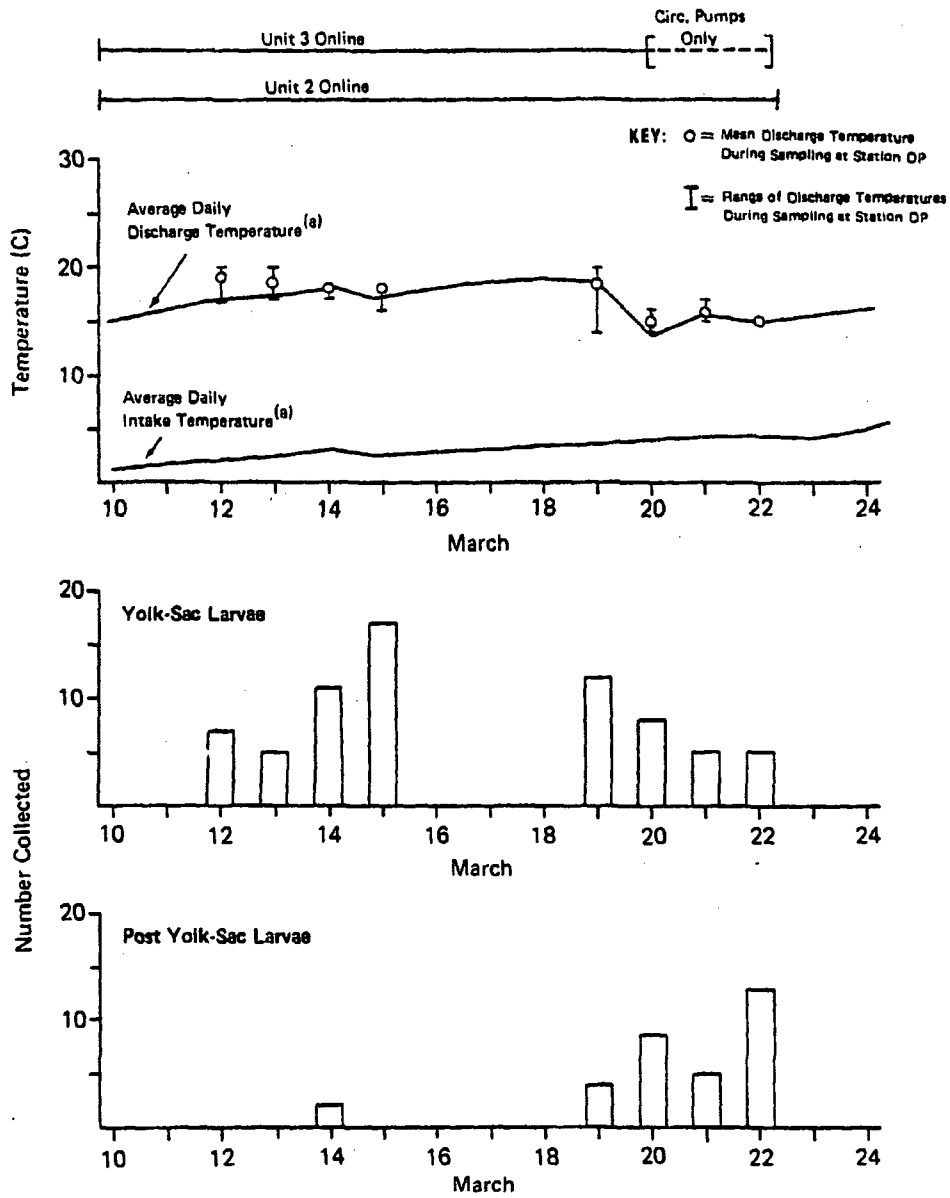 Circ. Pumps
Only
Unit 3 Online
Unit 2 Online
KEY: O = Mean Discharge Temperature
During Sampling at Station DP
I = Range of Discharge Temperatures
During Sampling at Station DP
30
20
10
Temperature (C)
Average Daily
Discharge Temperature(a)
Average Daily
Intake Temperature(a)
10 12 14 16 18 20 22 24
March
20
10
Yolk-Sac Larvae
10 12 14 16 18 20 22 24
March
Number Collected
20
10
Post Yolk-Sac Larvae
10 12 14 16 18 20 22 24
March